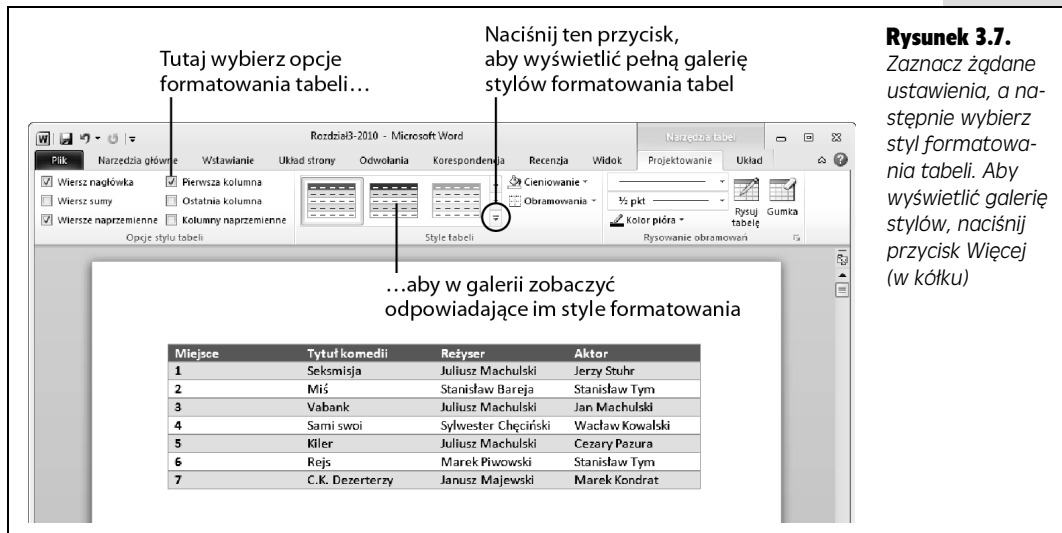 Naciśnij ten przycisk,
aby wyświetlić pełną galerię
stylów formatowania tabel
Tutaj wybierz opcje
formatowania tabeli…
Rysunek 3.7.
Zaznacz żądane
ustawienia, a na-
stępnie wybierz
styl formatowa-
nia tabeli. Aby
wyświetlić galerię
stylów, naciśnij
przycisk Więcej
(w kółku)
Rozdział3-2010 - Microsoft Word
Narzędzia tabel
Plik Narzędzia główne Wstawianie Układ strony Odwołania Korespondencja Recenzja Widok Projektowanie Układ
Wiersz nagłówka Pierwsza kolumna
Wiersz sumy Ostatnia kolumna
Wiersze naprzemienne Kolumny naprzemienne
Opcje stylu tabeli
Cieniowanie
Obramowania
Style tabeli
½ pkt
Kolor pióra
Rysuj tabelę
Gumka
Rysowanie obramowań
…aby w galerii zobaczyć
odpowiadające im style formatowania
Miejsce Tytuł komedii Reżyser Aktor
1 Seksmisja Juliusz Machulski Jerzy Stuhr
2 Miś Stanisław Bareja Stanisław Tym
3 Vabank Juliusz Machulski Jan Machulski
4 Sami swoi Sylwester Chęciński Wacław Kowalski
5 Kiler Juliusz Machulski Cezary Pazura
6 Rejs Marek Piwowski Stanisław Tym
7 C.K. Dezerterzy Janusz Majewski Marek Kondrat